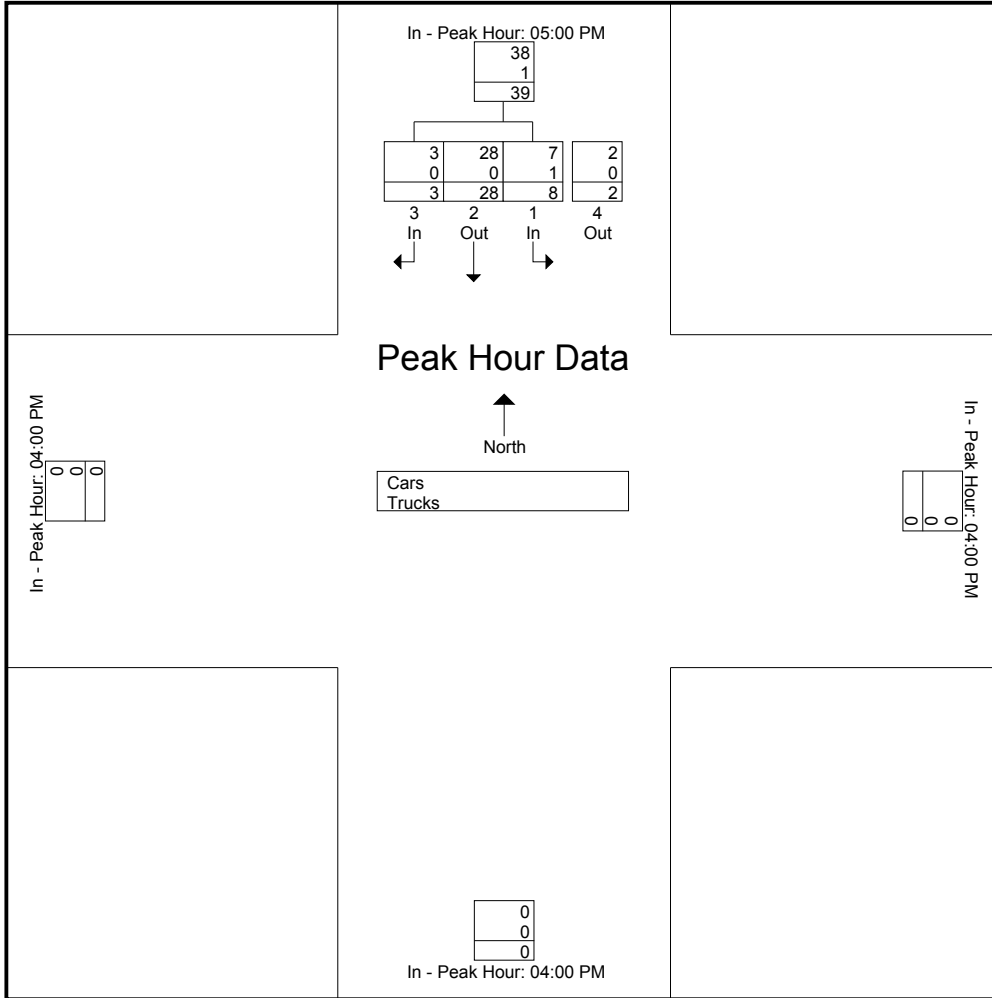 In - Peak Hour: 05:00 PM
38
1
39
3 28 7 2
0 0 1 0
3 28 8 2
3 2 1 4
In Out In Out
Peak Hour Data
North
Cars
Trucks
In - Peak Hour: 04:00 PM
0 0 0
In - Peak Hour: 04:00 PM
0 0 0
0
0
0
In - Peak Hour: 04:00 PM